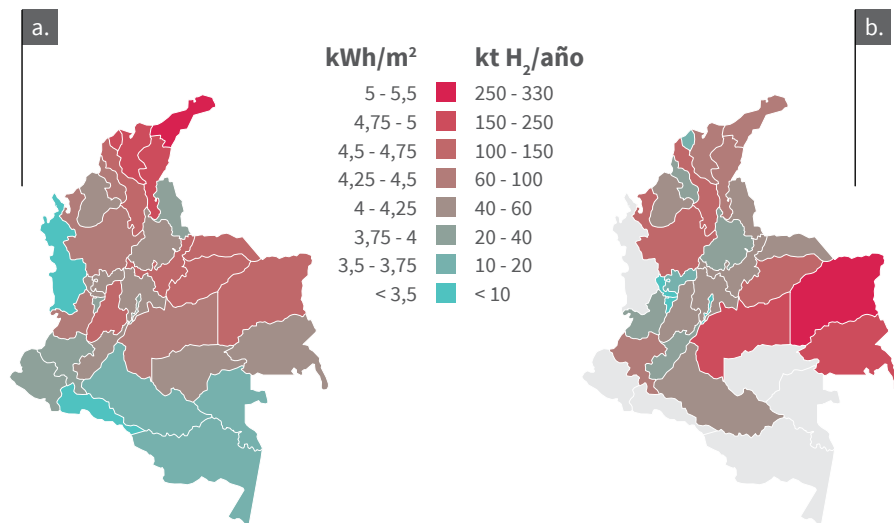 a.
b.
kWh/m² kt H₂/año
5 - 5,5 250 - 330
4,75 - 5 150 - 250
4,5 - 4,75 100 - 150
4,25 - 4,5 60 - 100
4 - 4,25 40 - 60
3,75 - 4 20 - 40
3,5 - 3,75 10 - 20
< 3,5 < 10